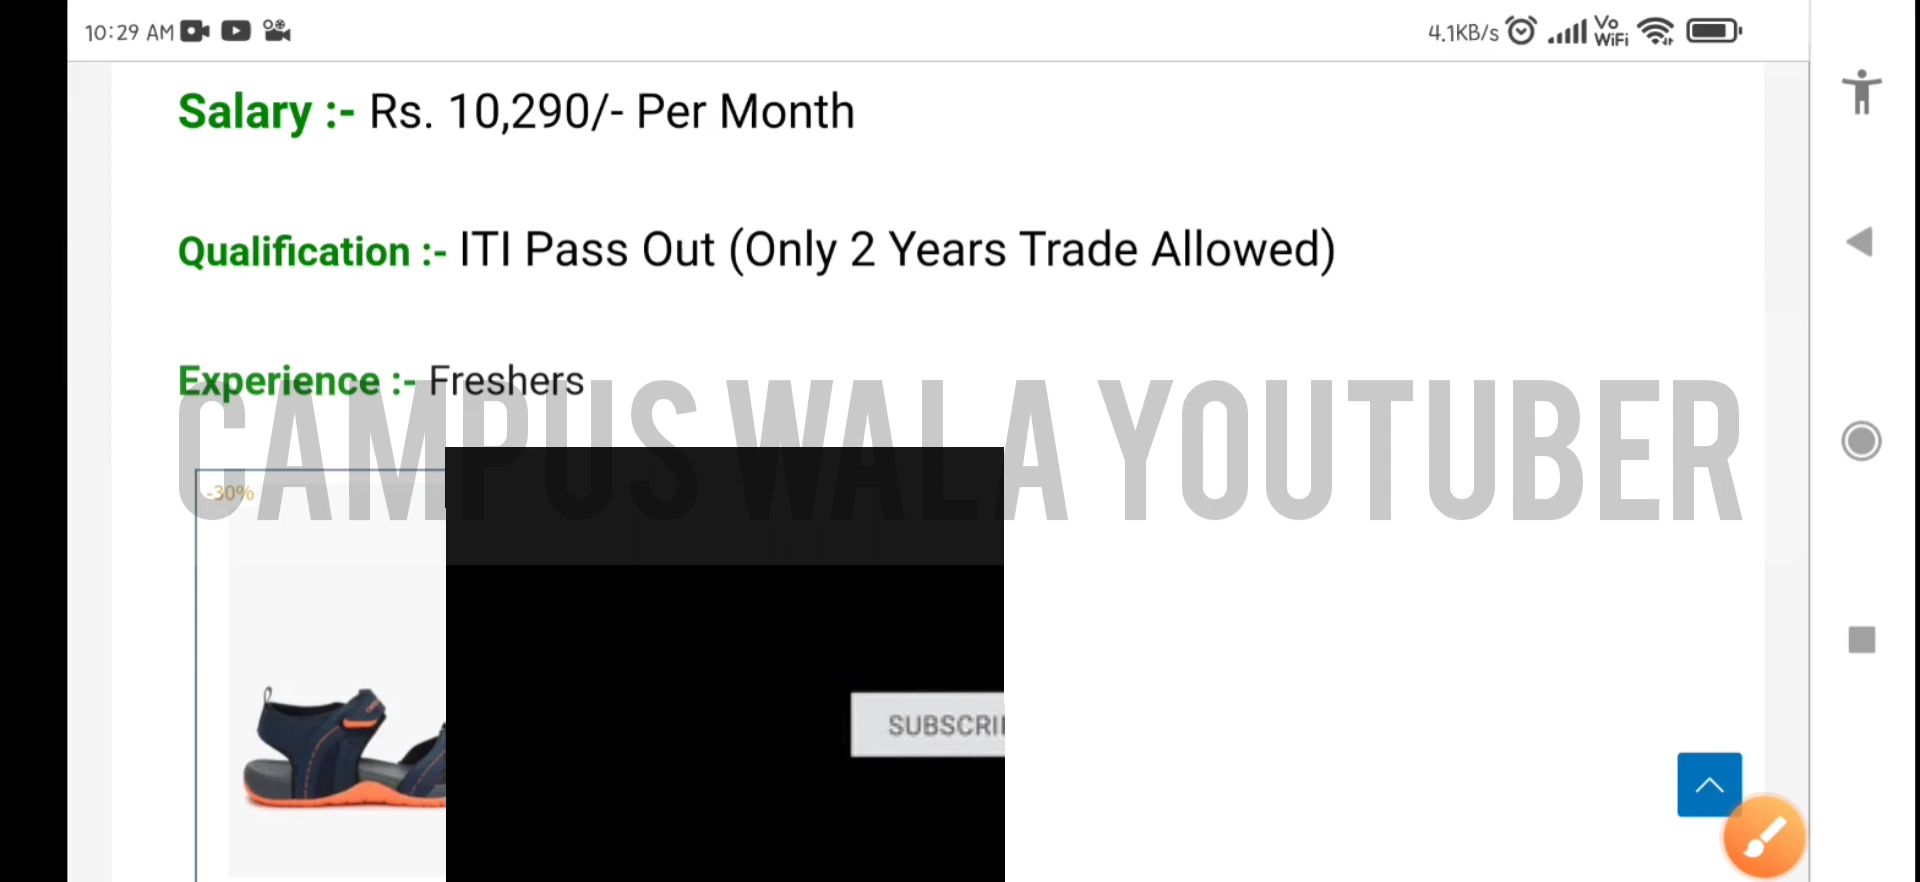 10:29 AM
4.1KB/s
Vo
WiFi
Salary :- Rs. 10,290/- Per Month
Qualification :- ITI Pass Out (Only 2 Years Trade Allowed)
Experience :- Freshers
CAMPUS WALA YOUTUBER
-30%
SUBSCRI